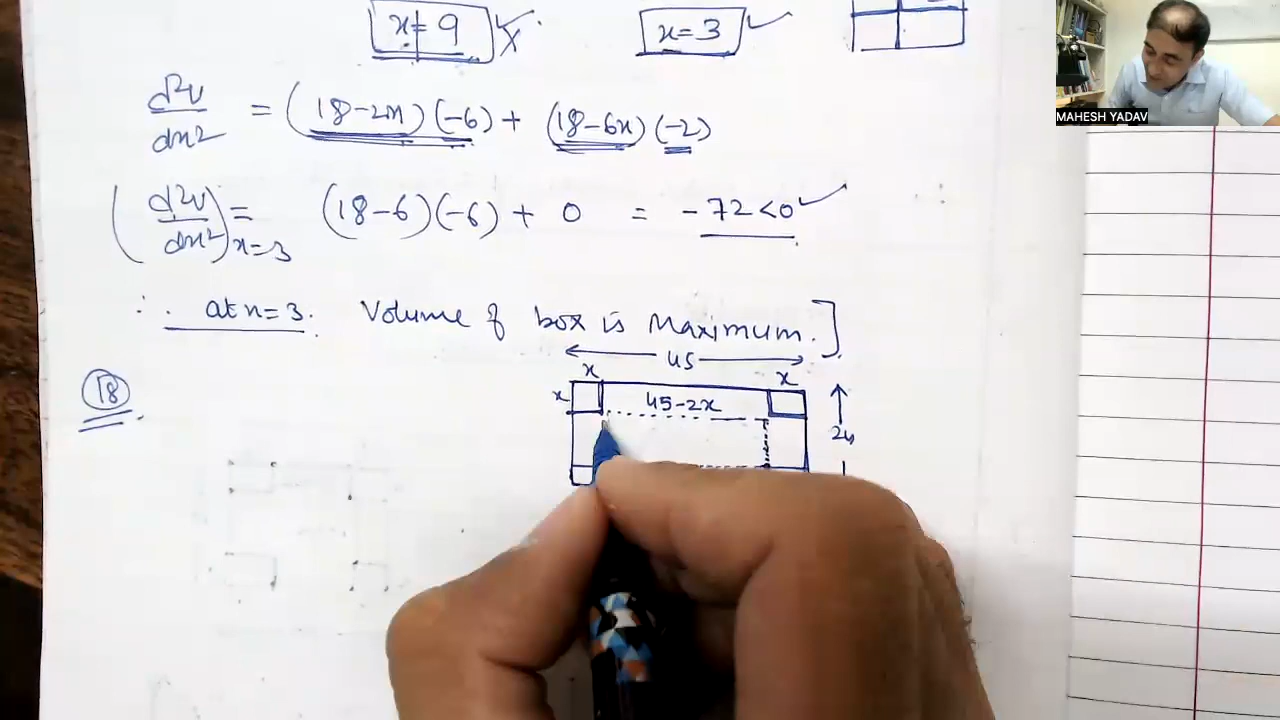 x=9 x=3
d²v/dx² = (18-2x)(-6) + (18-6x)(-2)
(d²v/dx²)x=3 = (18-6)(-6) + 0 = -72<0
∴ at x=3. Volume of box is Maximum.]
45
x x
18
x 45-2x
24
MAHESH YADAV